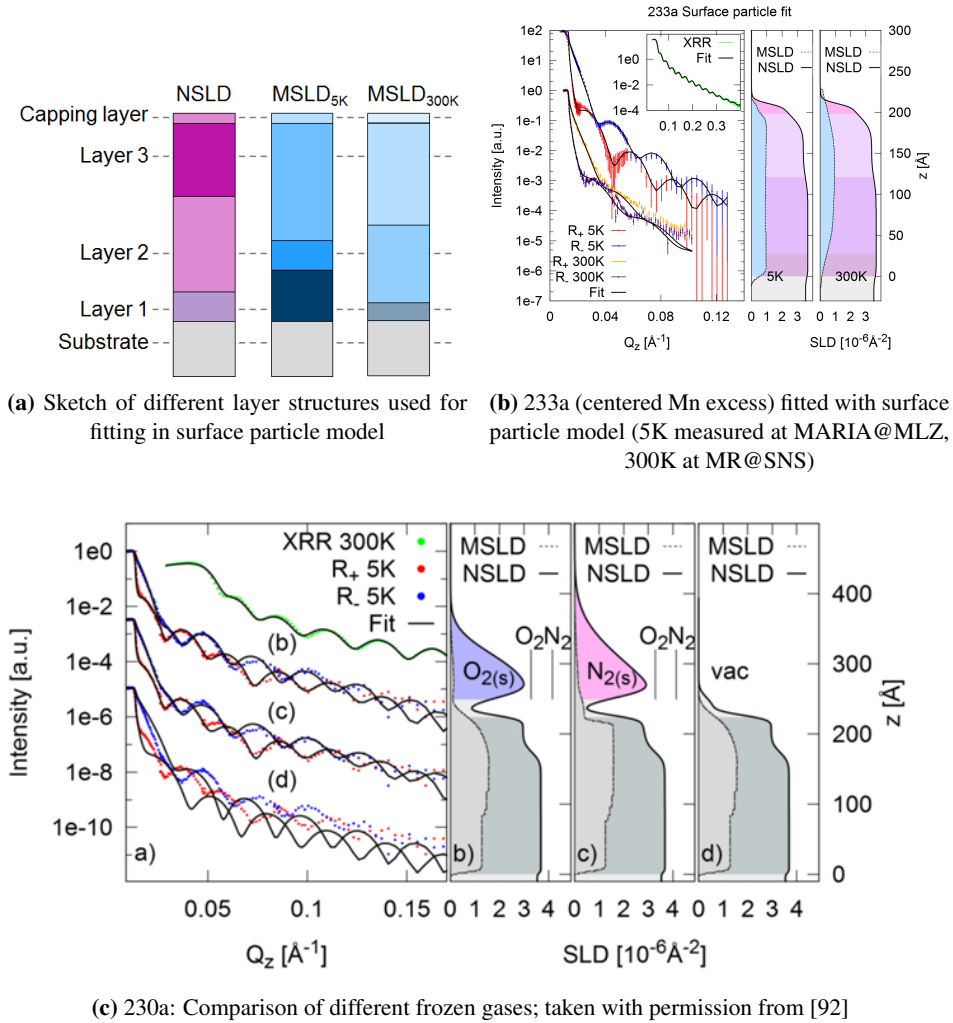 NSLD MSLD5K MSLD300K
Capping layer
Layer 3
Layer 2
Layer 1
Substrate
(a) Sketch of different layer structures used for
fitting in surface particle model
233a Surface particle fit
1e2
1e1
1e0
1e-1
1e-2
1e-3
1e-4
1e-5
1e-6
1e-7
Intensity [a.u.]
XRR
Fit
1e0
1e-2
1e-4
0.1 0.2 0.3
R+ 5K
R- 5K
R+ 300K
R- 300K
Fit
0 0.04 0.08 0.12
Qz [Å-1]
MSLD
NSLD
5K
0 1 2 3
MSLD
NSLD
300K
0 1 2 3
SLD [10-6Å-2]
300
250
200
150
100
50
0
z [Å]
(b) 233a (centered Mn excess) fitted with surface
particle model (5K measured at MARIA@MLZ,
300K at MR@SNS)
1e0
1e-2
1e-4
1e-6
1e-8
1e-10
Intensity [a.u.]
XRR 300K
R+ 5K
R- 5K
Fit
(b)
(c)
(d)
a)
0.05 0.1 0.15
Qz [Å-1]
MSLD
NSLD
O2N2
O2(s)
b)
0 1 2 3 4
MSLD
NSLD
O2N2
N2(s)
c)
0 1 2 3 4
MSLD
NSLD
vac
d)
0 1 2 3 4
SLD [10-6Å-2]
400
300
200
100
0
z [Å]
(c) 230a: Comparison of different frozen gases; taken with permission from [92]